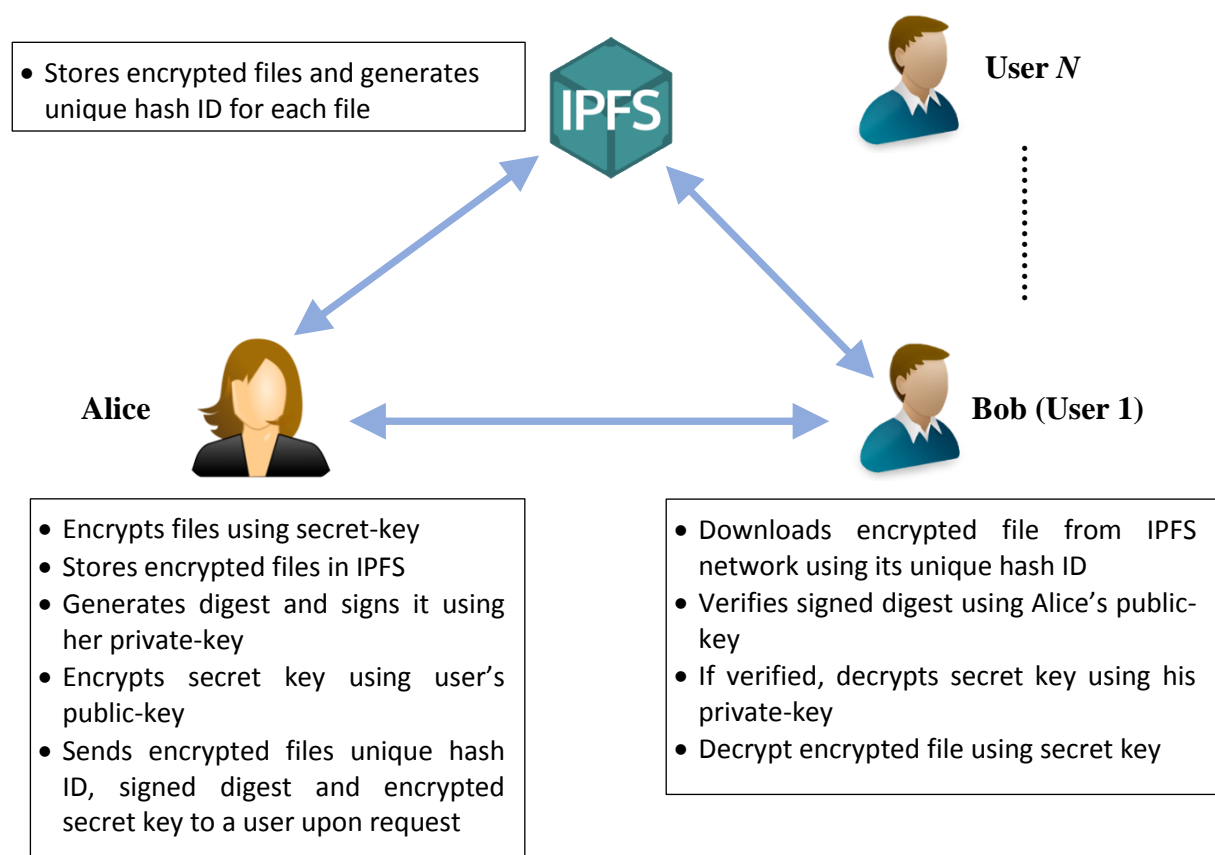 • Stores encrypted files and generates
unique hash ID for each file
IPFS
User N
Alice
Bob (User 1)
• Encrypts files using secret-key
• Stores encrypted files in IPFS
• Generates digest and signs it using
her private-key
• Encrypts secret key using user's
public-key
• Sends encrypted files unique hash
ID, signed digest and encrypted
secret key to a user upon request
• Downloads encrypted file from IPFS
network using its unique hash ID
• Verifies signed digest using Alice's public-
key
• If verified, decrypts secret key using his
private-key
• Decrypt encrypted file using secret key